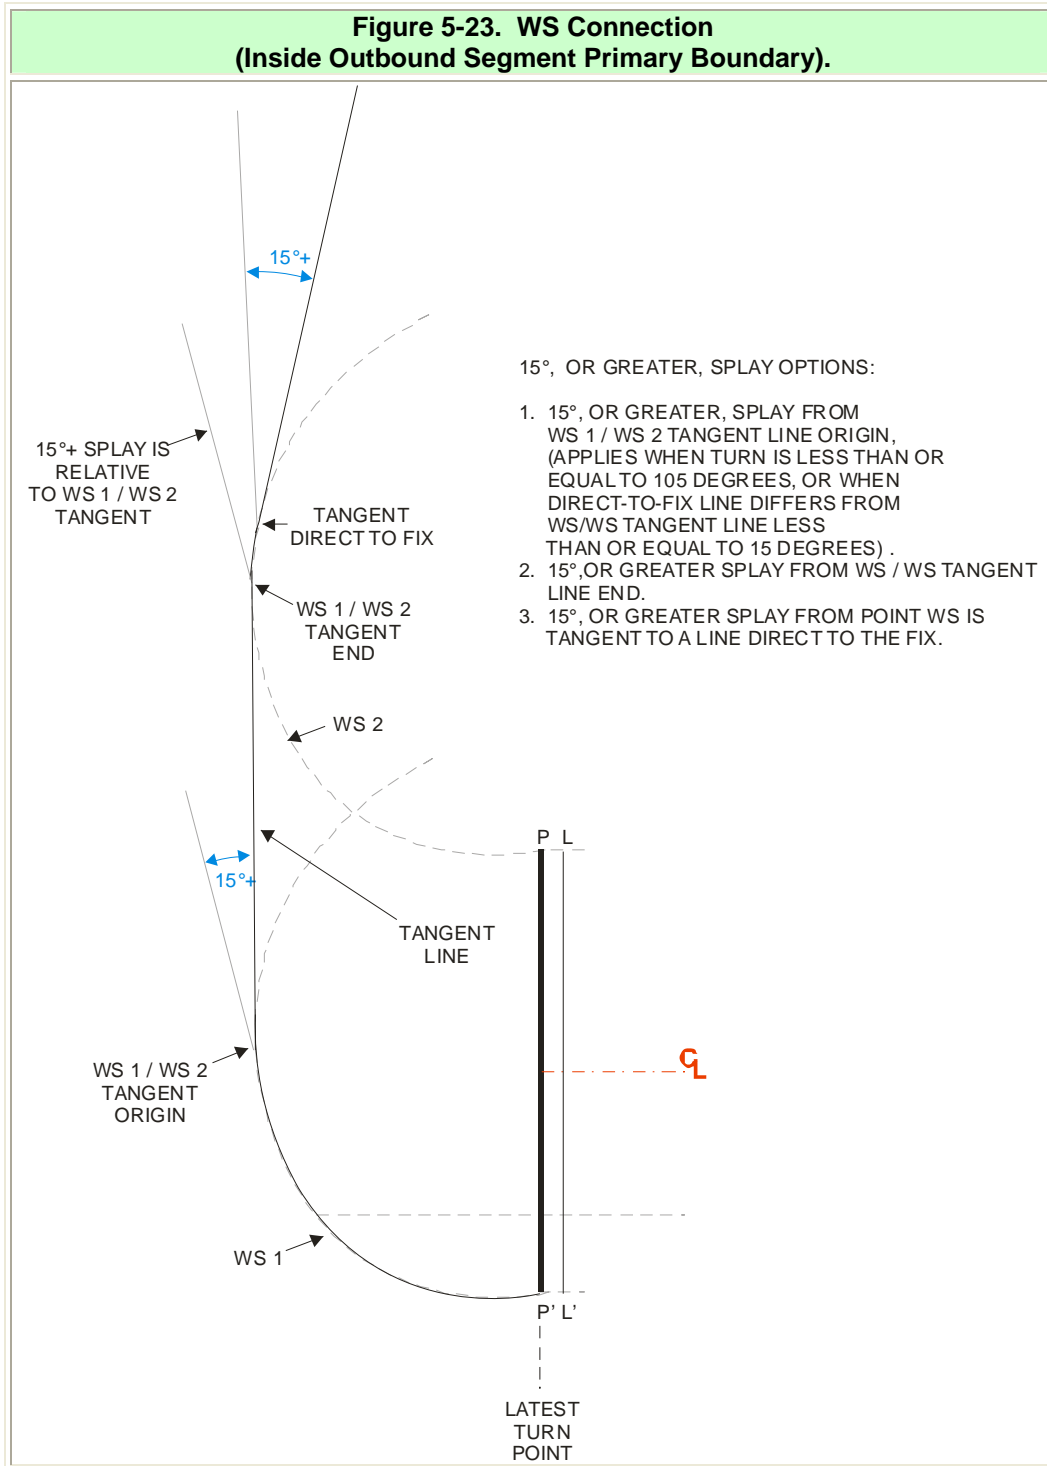 Figure 5-23. WS Connection
(Inside Outbound Segment Primary Boundary).
15°+
15°, OR GREATER, SPLAY OPTIONS:
1. 15°, OR GREATER, SPLAY FROM
WS 1 / WS 2 TANGENT LINE ORIGIN,
(APPLIES WHEN TURN IS LESS THAN OR
EQUAL TO 105 DEGREES, OR WHEN
DIRECT-TO-FIX LINE DIFFERS FROM
WS/WS TANGENT LINE LESS
THAN OR EQUAL TO 15 DEGREES) .
2. 15°,OR GREATER SPLAY FROM WS / WS TANGENT
LINE END.
3. 15°, OR GREATER SPLAY FROM POINT WS IS
TANGENT TO A LINE DIRECT TO THE FIX.
15°+ SPLAY IS
RELATIVE
TO WS 1 / WS 2
TANGENT
TANGENT
DIRECT TO FIX
WS 1 / WS 2
TANGENT
END
WS 2
P L
15°+
TANGENT
LINE
WS 1 / WS 2
TANGENT
ORIGIN
CL
WS 1
P' L'
LATEST
TURN
POINT